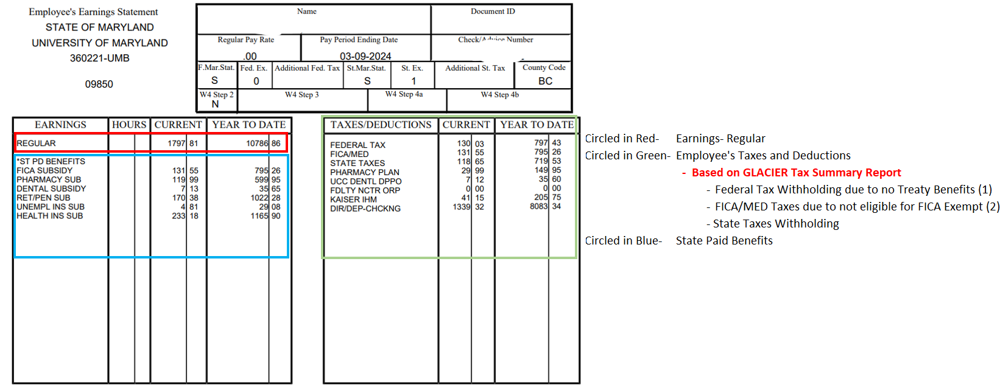 Employee's Earnings Statement
STATE OF MARYLAND
UNIVERSITY OF MARYLAND
360221-UMB
09850
Name Document ID
Regular Pay Rate Pay Period Ending Date Check/Advice Number
.00 03-09-2024
F.Mar.Stat. Fed. Ex. Additional Fed. Tax St.Mar.Stat. St. Ex. Additional St. Tax County Code
S 0 S 1 BC
W4 Step 2 W4 Step 3 W4 Step 4a W4 Step 4b
N
EARNINGS HOURS CURRENT YEAR TO DATE
REGULAR 1797 81 10786 86
*ST PD BENEFITS
FICA SUBSIDY 131 55 795 26
PHARMACY SUB 119 99 599 95
DENTAL SUBSIDY 7 13 35 65
RET/PEN SUB 170 38 1022 28
UNEMPL INS SUB 4 81 29 08
HEALTH INS SUB 233 18 1165 90
TAXES/DEDUCTIONS CURRENT YEAR TO DATE
FEDERAL TAX 130 03 797 43
FICA/MED 131 55 795 26
STATE TAXES 118 65 719 53
PHARMACY PLAN 29 99 149 95
UCC DENTL DPPO 7 12 35 60
FDLTY NCTR ORP 0 00 0 00
KAISER IHM 41 15 205 75
DIR/DEP-CHCKNG 1339 32 8083 34
Circled in Red- Earnings- Regular
Circled in Green- Employee's Taxes and Deductions
- Based on GLACIER Tax Summary Report
- Federal Tax Withholding due to no Treaty Benefits (1)
- FICA/MED Taxes due to not eligible for FICA Exempt (2)
- State Taxes Withholding
Circled in Blue- State Paid Benefits